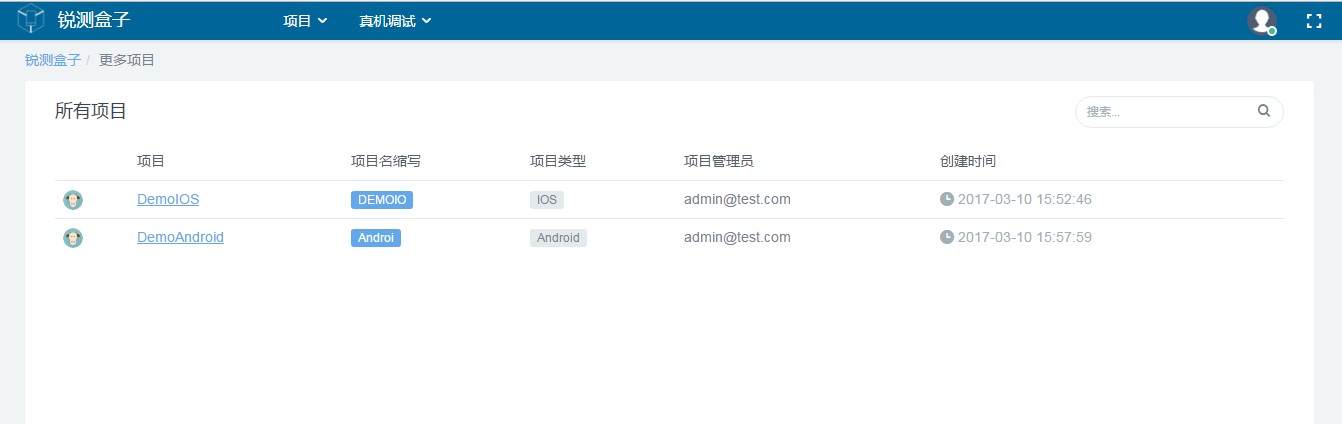 锐测盒子 项目 真机调试
锐测盒子 / 更多项目
所有项目 搜索...
项目 项目名缩写 项目类型 项目管理员 创建时间
DemoIOS DEMOIO IOS admin@test.com 2017-03-10 15:52:46
DemoAndroid Androi Android admin@test.com 2017-03-10 15:57:59